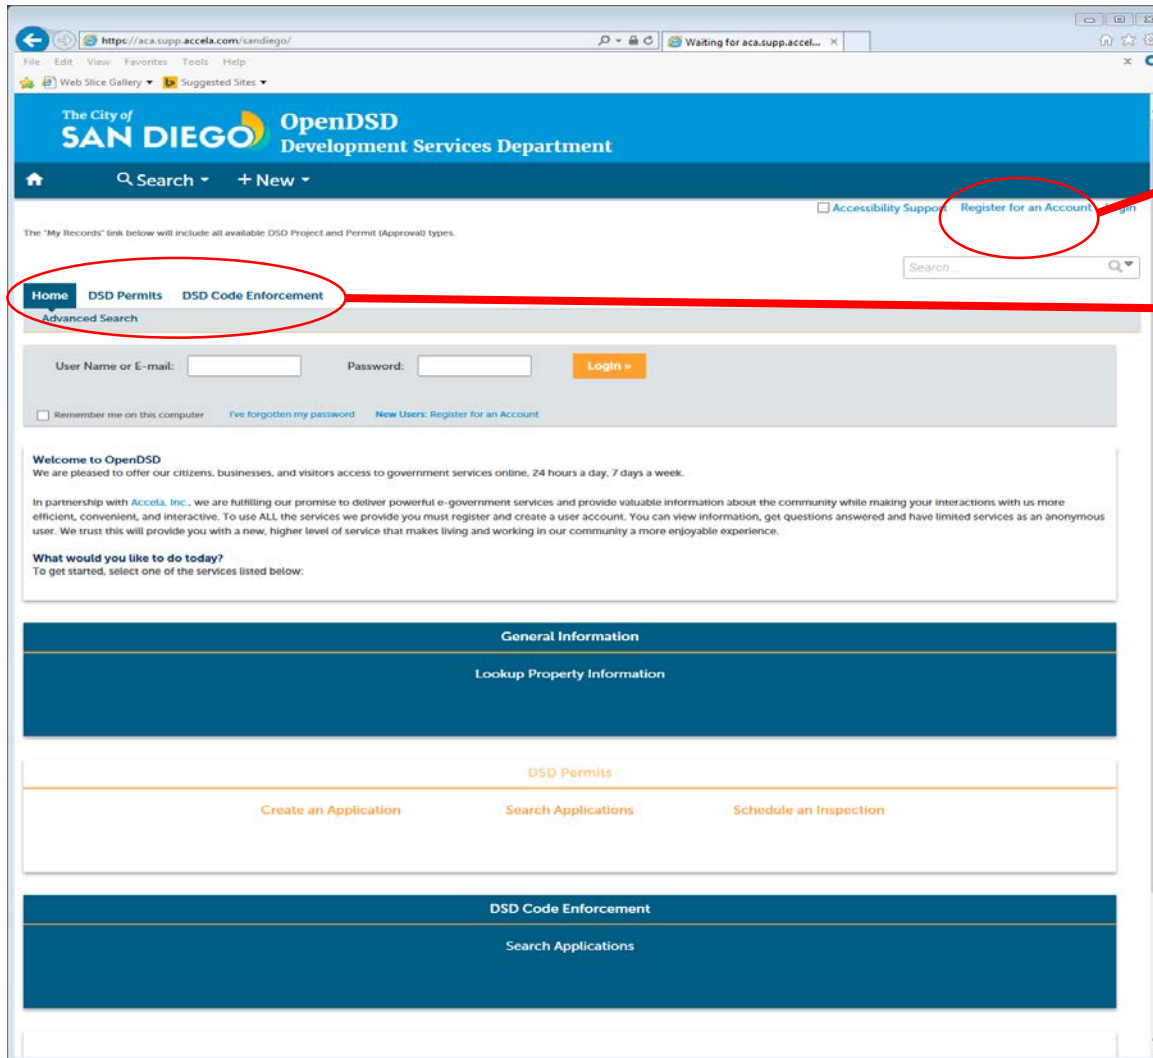 https://aca.supp.accela.com/sandiego/
Waiting for aca.supp.accel...
File Edit View Favorites Tools Help
Web Slice Gallery Suggested Sites
The City of
SAN DIEGO
OpenDSD
Development Services Department
Search + New
Accessibility Support Register for an Account Login
The "My Records" link below will include all available DSD Project and Permit (Approval) types.
Search...
Home DSD Permits DSD Code Enforcement
Advanced Search
User Name or E-mail: Password: Login »
Remember me on this computer I've forgotten my password New Users: Register for an Account
Welcome to OpenDSD
We are pleased to offer our citizens, businesses, and visitors access to government services online, 24 hours a day, 7 days a week.
In partnership with Accela, Inc., we are fulfilling our promise to deliver powerful e-government services and provide valuable information about the community while making your interactions with us more
efficient, convenient, and interactive. To use ALL the services we provide you must register and create a user account. You can view information, get questions answered and have limited services as an anonymous
user. We trust this will provide you with a new, higher level of service that makes living and working in our community a more enjoyable experience.
What would you like to do today?
To get started, select one of the services listed below:
General Information
Lookup Property Information
DSD Permits
Create an Application Search Applications Schedule an Inspection
DSD Code Enforcement
Search Applications